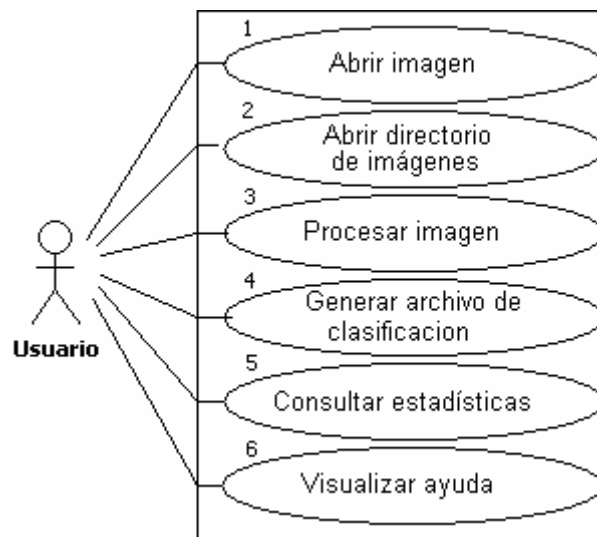 1
Abrir imagen
2
Abrir directorio
de imágenes
3
Procesar imagen
4
Generar archivo de
clasificacion
Usuario
5
Consultar estadísticas
6
Visualizar ayuda